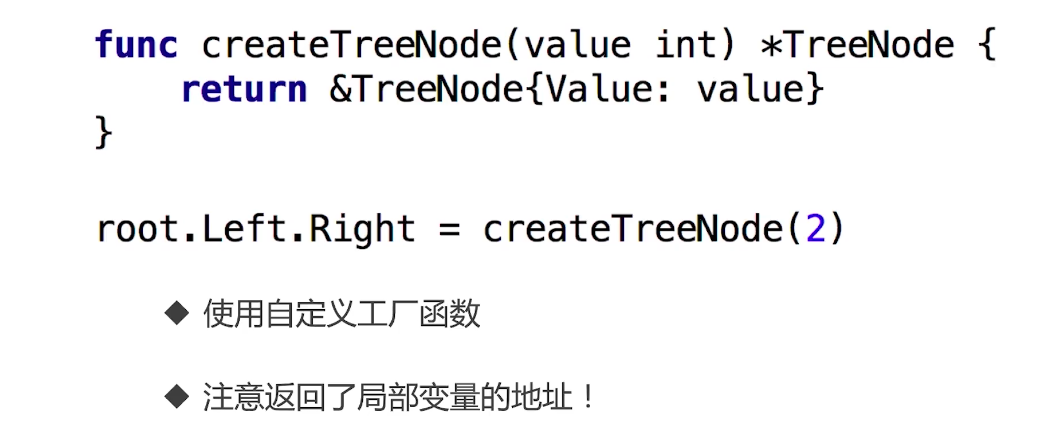 func createTreeNode(value int) *TreeNode {
    return &TreeNode{Value: value}
}
root.Left.Right = createTreeNode(2)
◆ 使用自定义工厂函数
◆ 注意返回了局部变量的地址！